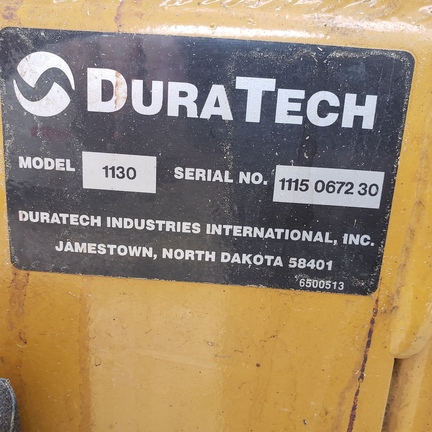 DURATECH
MODEL 1130 SERIAL NO. 1115 0672 30
DURATECH INDUSTRIES INTERNATIONAL, INC.
JAMESTOWN, NORTH DAKOTA 58401
6500513